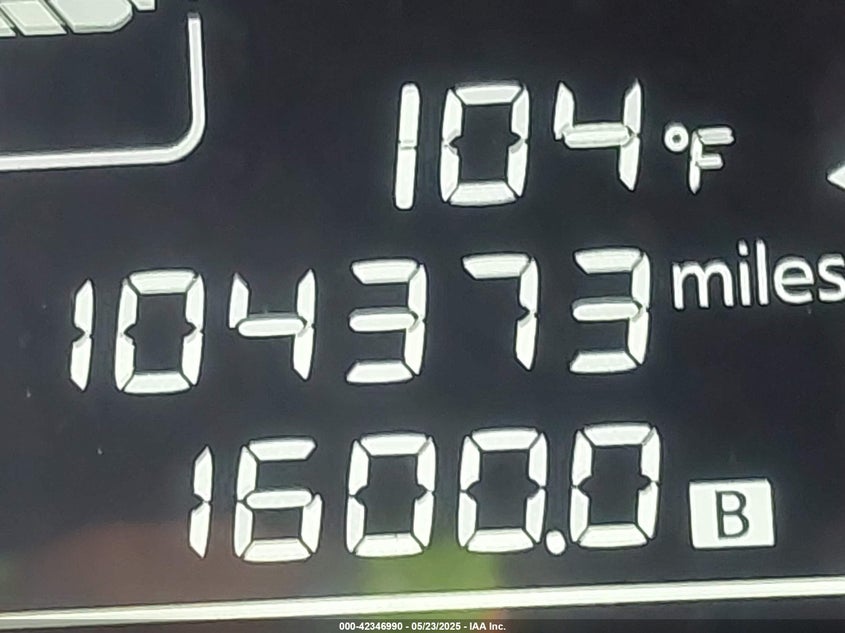 104 °F
104373 miles
1600.0 B
000-42346990 - 05/23/2025 - IAA Inc.